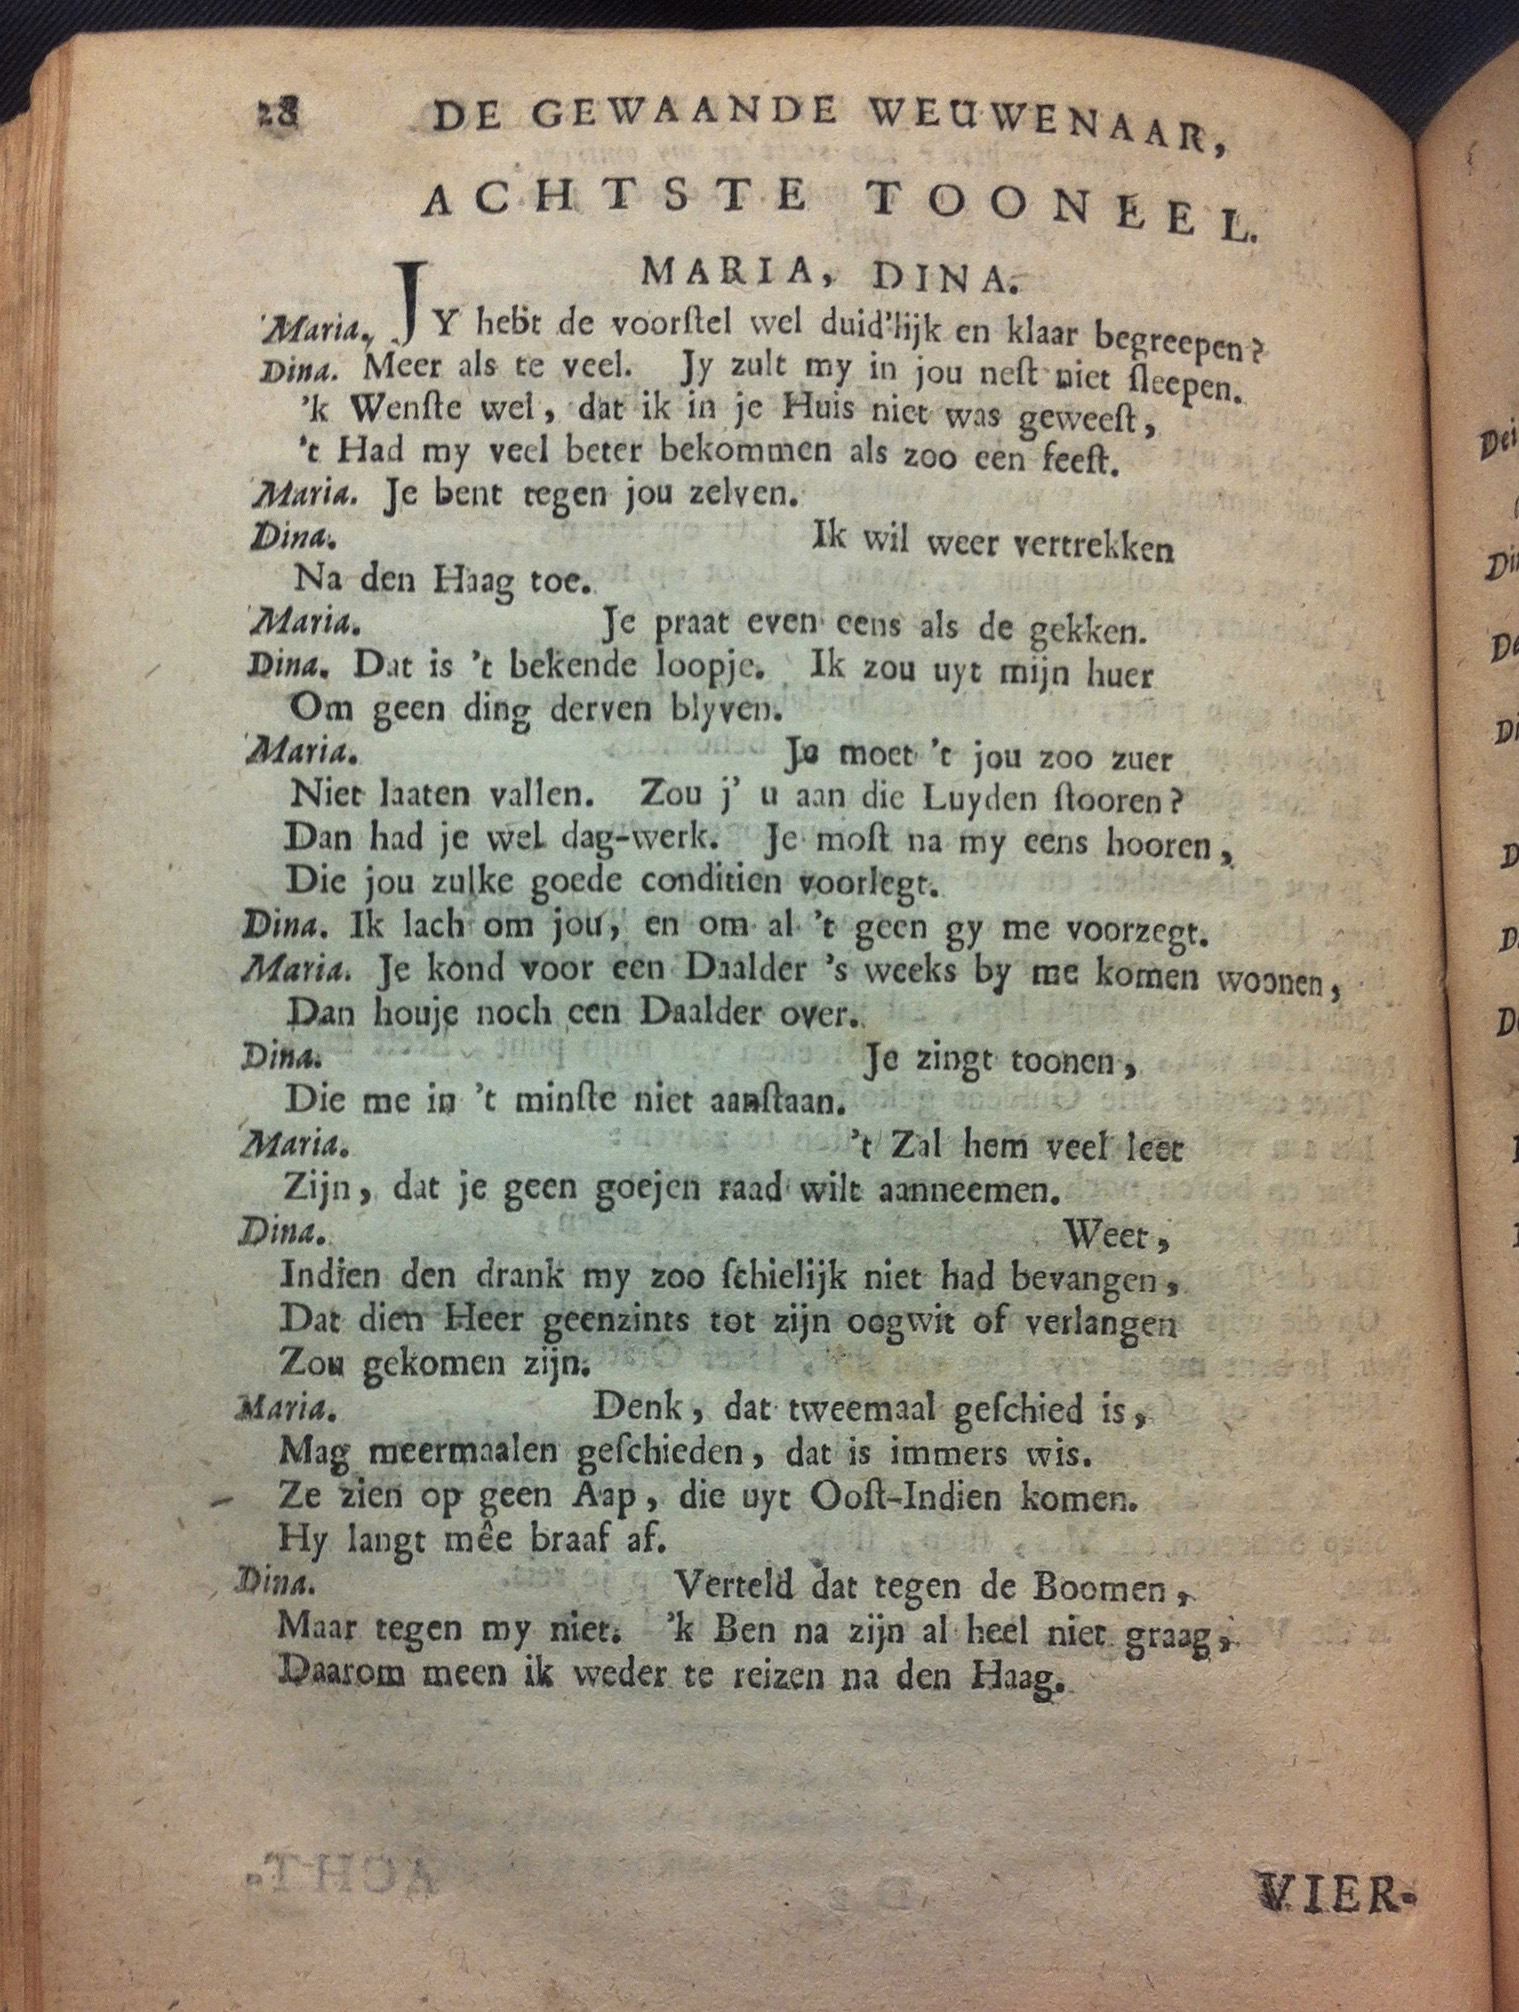 28 DE GEWAANDE WEUWENAAR,
ACHTSTE TOONEEL.
MARIA, DINA.
Maria. JY hebt de voorſtel wel duid'lijk en klaar begreepen?
Dina. Meer als te veel. Jy zult my in jou neſt niet ſleepen.
'k Wenſte wel, dat ik in je Huis niet was geweeſt,
't Had my veel beter bekommen als zoo een feeſt.
Maria. Je bent tegen jou zelven.
Dina. Ik wil weer vertrekken
Na den Haag toe.
Maria. Je praat even eens als de gekken.
Dina. Dat is 't bekende loopje. Ik zou uyt mijn huer
Om geen ding derven blyven.
Maria. Je moet 't jou zoo zuer
Niet laaten vallen. Zou j' u aan die Luyden ſtooren?
Dan had je wel dag-werk. Je moſt na my eens hooren,
Die jou zulke goede conditien voorlegt.
Dina. Ik lach om jou, en om al 't geen gy me voorzegt.
Maria. Je kond voor een Daalder 's weeks by me komen woonen,
Dan houje noch een Daalder over.
Dina. Je zingt toonen,
Die me in 't minſte niet aanſtaan.
Maria. 't Zal hem veel leet
Zijn, dat je geen goejen raad wilt aanneemen.
Dina. Weet,
Indien den drank my zoo ſchielijk niet had bevangen,
Dat dien Heer geenzints tot zijn oogwit of verlangen
Zou gekomen zijn.
Maria. Denk, dat tweemaal geſchied is,
Mag meermaalen geſchieden, dat is immers wis.
Ze zien op geen Aap, die uyt Ooſt-Indien komen.
Hy langt mêe braaf af.
Dina. Verteld dat tegen de Boomen,
Maar tegen my niet. 'k Ben na zijn al heel niet graag,
Daarom meen ik weder te reizen na den Haag.
VIER-